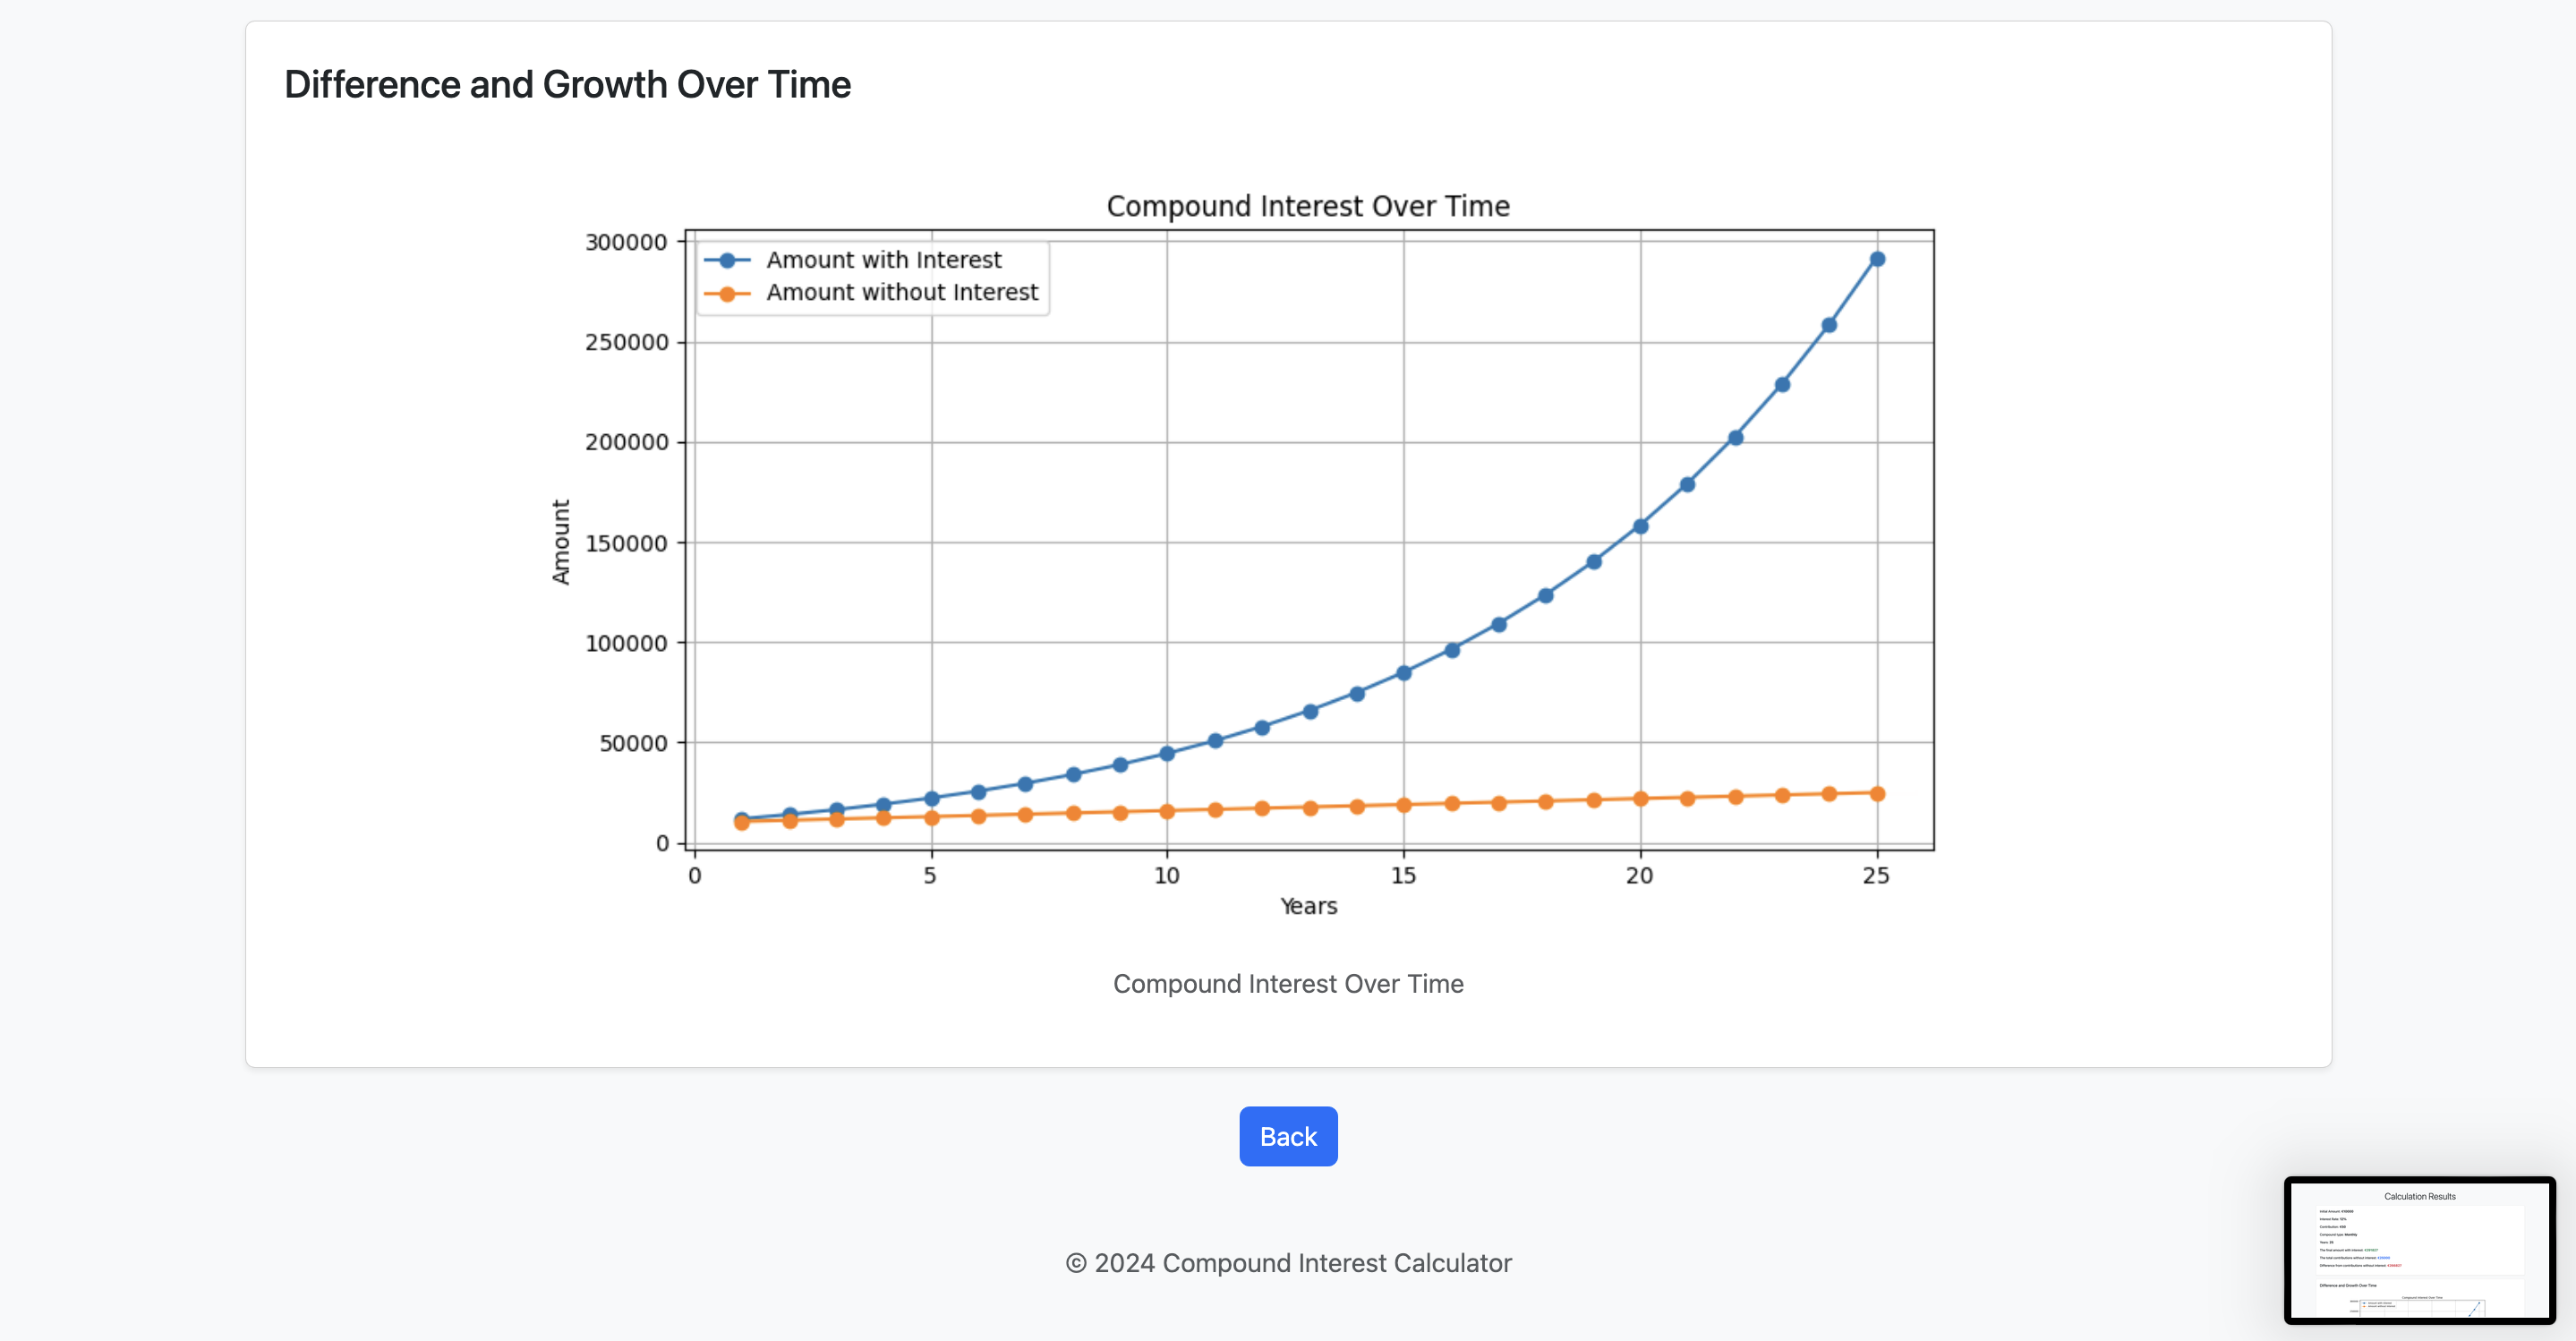 Difference and Growth Over Time
Compound Interest Over Time
300000
Amount with Interest
Amount without Interest
250000
200000
150000
100000
50000
0
Amount
0 5 10 15 20 25
Years
Compound Interest Over Time
Back
© 2024 Compound Interest Calculator
Calculation Results
Difference and Growth Over Time
Compound Interest Over Time